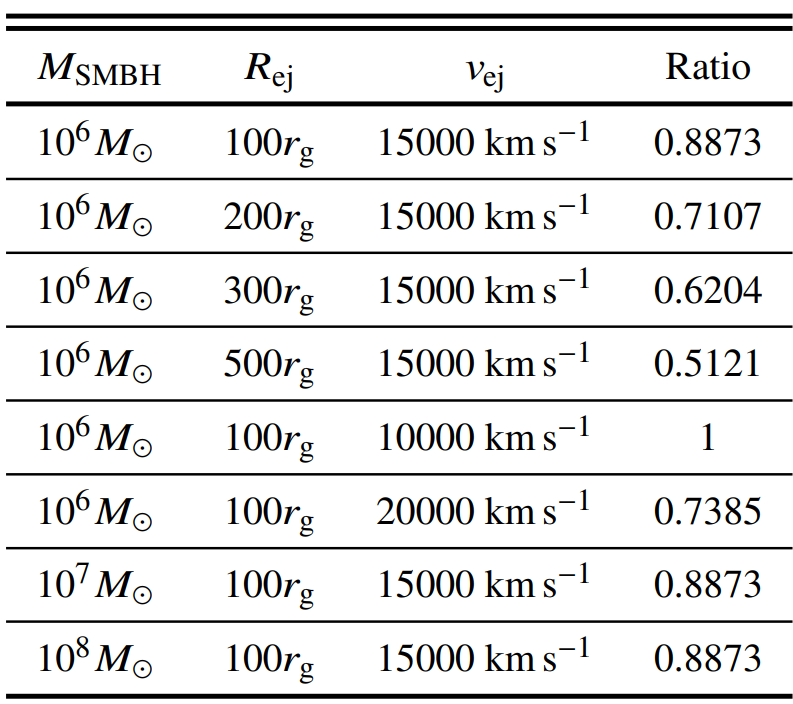 M_SMBH R_ej v_ej Ratio
10^6 M_⊙ 100r_g 15000 km s^−1 0.8873
10^6 M_⊙ 200r_g 15000 km s^−1 0.7107
10^6 M_⊙ 300r_g 15000 km s^−1 0.6204
10^6 M_⊙ 500r_g 15000 km s^−1 0.5121
10^6 M_⊙ 100r_g 10000 km s^−1 1
10^6 M_⊙ 100r_g 20000 km s^−1 0.7385
10^7 M_⊙ 100r_g 15000 km s^−1 0.8873
10^8 M_⊙ 100r_g 15000 km s^−1 0.8873